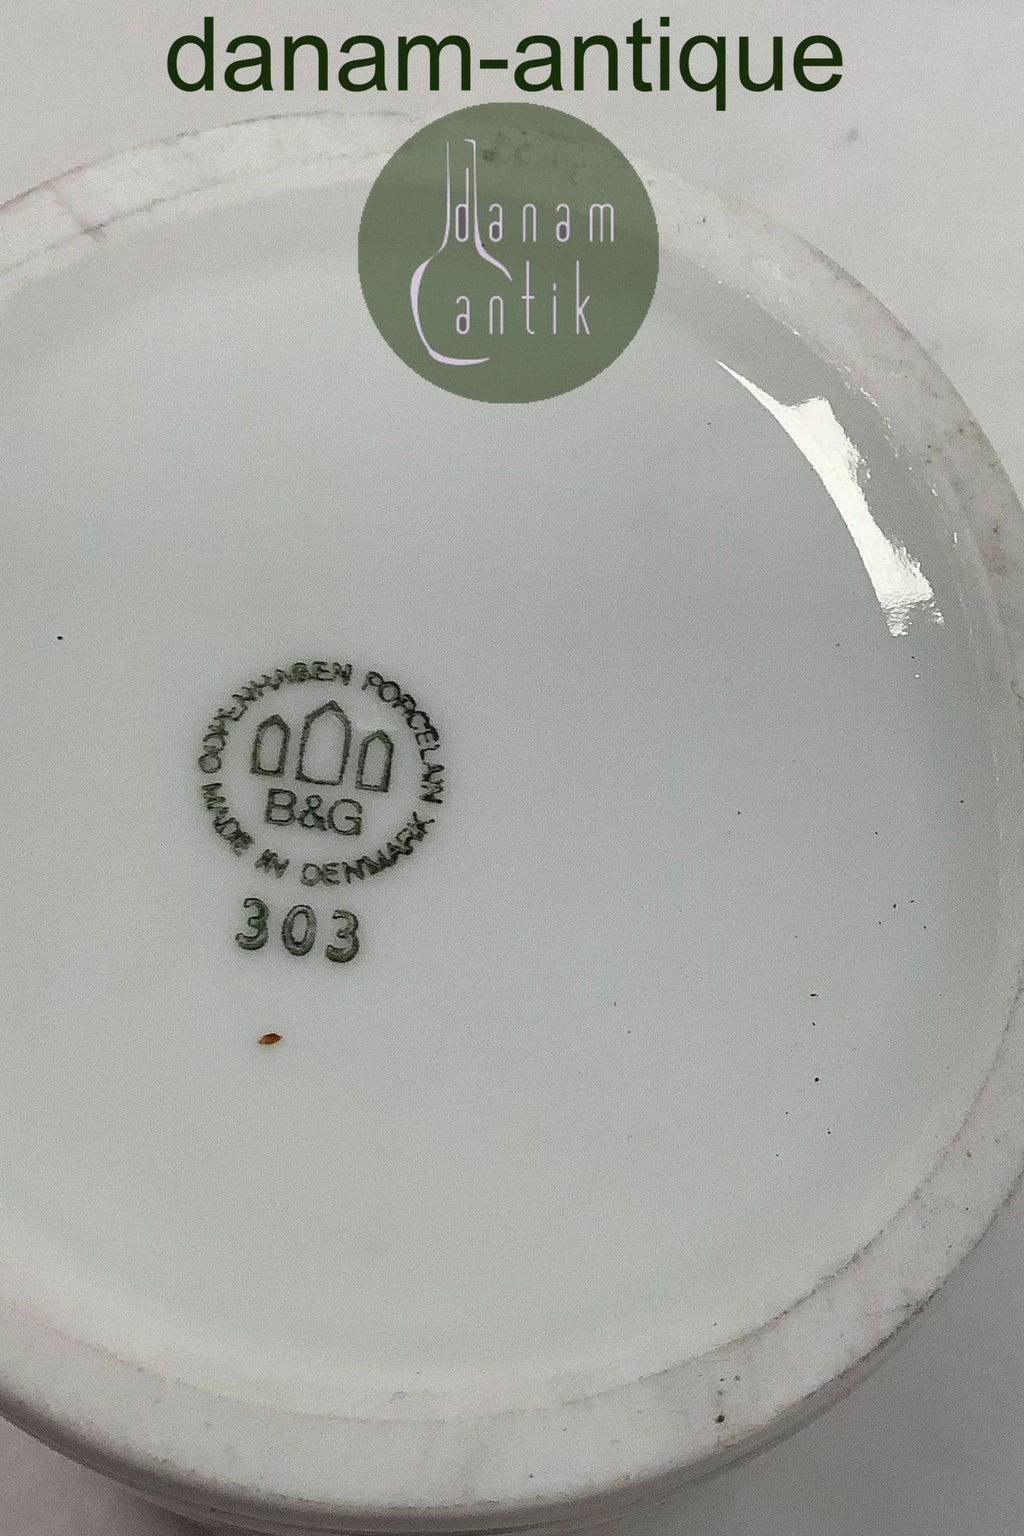 danam-antique
danam
antik
COPENHAGEN PORCELAIN
B&G
MADE IN DENMARK
303